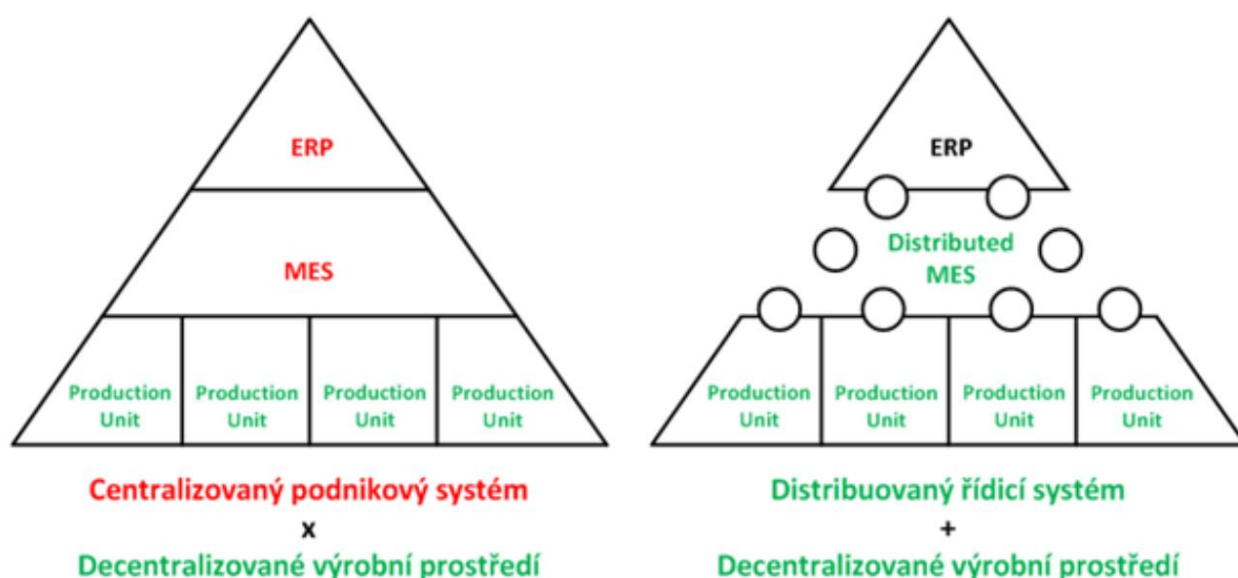 ERP
MES
Production
Unit
Production
Unit
Production
Unit
Production
Unit
Centralizovaný podnikový systém
x
Decentralizované výrobní prostředí
ERP
Distributed
MES
Production
Unit
Production
Unit
Production
Unit
Production
Unit
Distribuovaný řídicí systém
+
Decentralizované výrobní prostředí